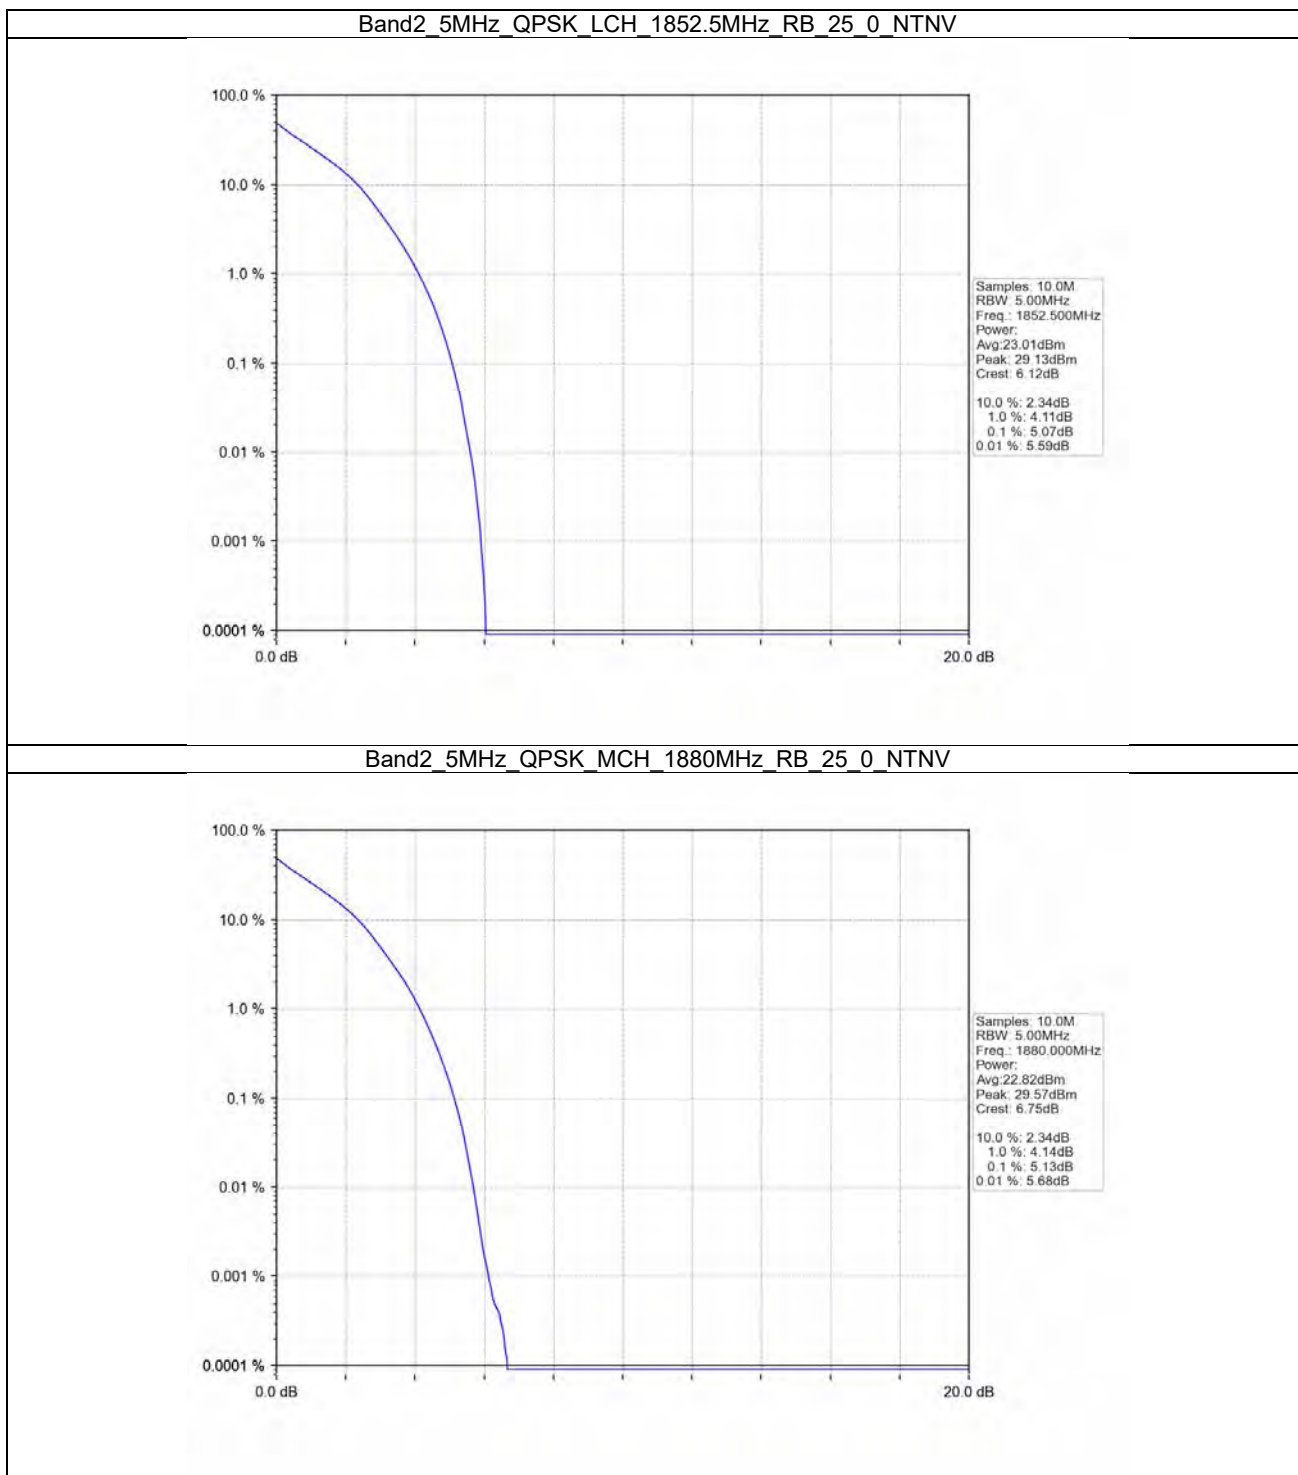 Band2_5MHz_QPSK_LCH_1852.5MHz_RB_25_0_NTNV
100.0 %
10.0 %
1.0 %
0.1 %
0.01 %
0.001 %
0.0001 %
0.0 dB
20.0 dB
Samples: 10.0M
RBW: 5.00MHz
Freq.: 1852.500MHz
Power:
Avg:23.01dBm
Peak: 29.13dBm
Crest: 6.12dB
10.0 %: 2.34dB
1.0 %: 4.11dB
0.1 %: 5.07dB
0.01 %: 5.59dB
Band2_5MHz_QPSK_MCH_1880MHz_RB_25_0_NTNV
100.0 %
10.0 %
1.0 %
0.1 %
0.01 %
0.001 %
0.0001 %
0.0 dB
20.0 dB
Samples: 10.0M
RBW: 5.00MHz
Freq.: 1880.000MHz
Power:
Avg:22.82dBm
Peak: 29.57dBm
Crest: 6.75dB
10.0 %: 2.34dB
1.0 %: 4.14dB
0.1 %: 5.13dB
0.01 %: 5.68dB